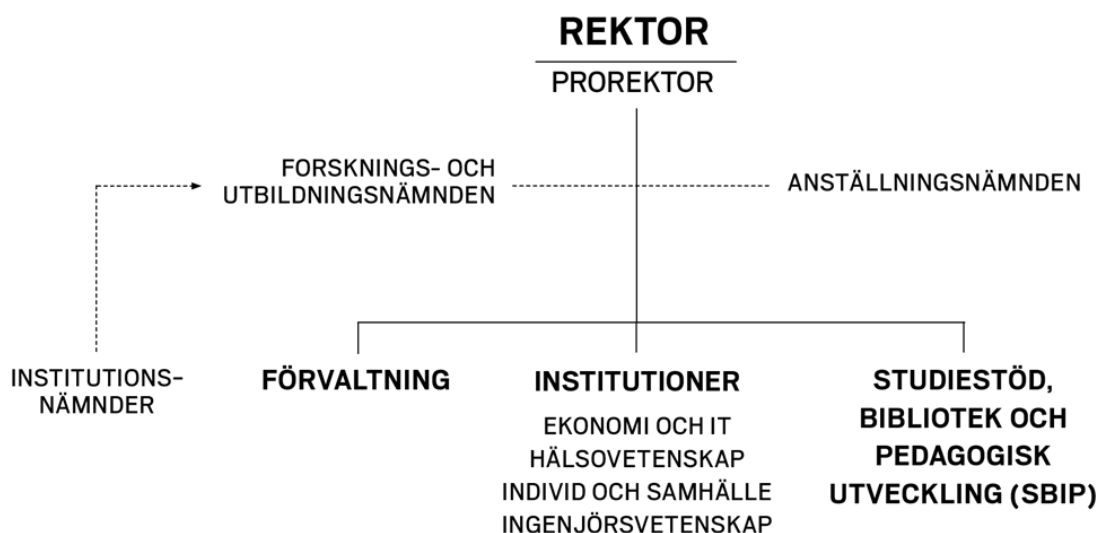 REKTOR
PROREKTOR
FORSKNINGS- OCH
UTBILDNINGSNÄMNDEN
ANSTÄLLNINGSNÄMNDEN
INSTITUTIONS-
NÄMNDER
FÖRVALTNING
INSTITUTIONER
EKONOMI OCH IT
HÄLSOVETENSKAP
INDIVID OCH SAMHÄLLE
INGENJÖRSVETENSKAP
STUDIESTÖD,
BIBLIOTEK OCH
PEDAGOGISK
UTVECKLING (SBIP)